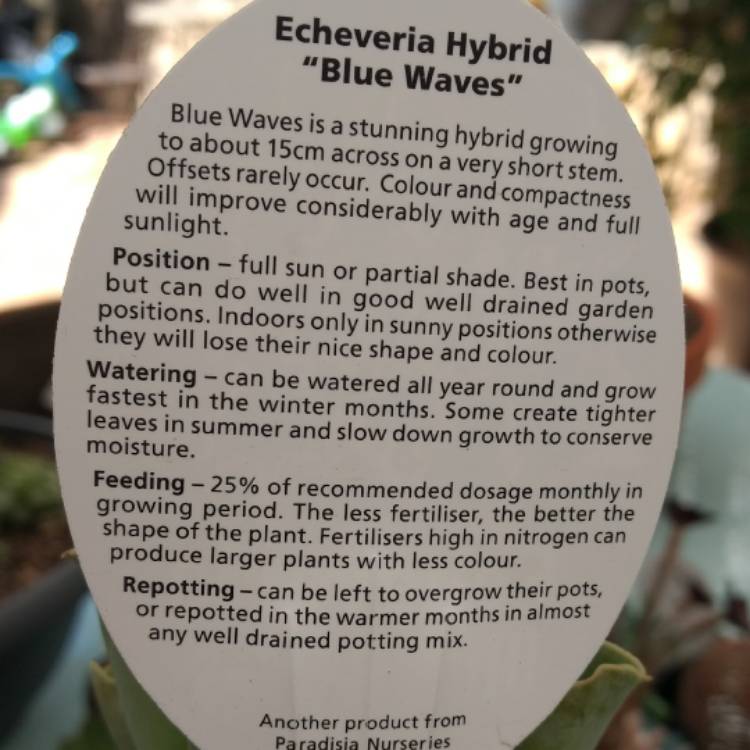 Echeveria Hybrid
“Blue Waves”
Blue Waves is a stunning hybrid growing
to about 15cm across on a very short stem.
Offsets rarely occur. Colour and compactness
will improve considerably with age and full
sunlight.
Position – full sun or partial shade. Best in pots,
but can do well in good well drained garden
positions. Indoors only in sunny positions otherwise
they will lose their nice shape and colour.
Watering – can be watered all year round and grow
fastest in the winter months. Some create tighter
leaves in summer and slow down growth to conserve
moisture.
Feeding – 25% of recommended dosage monthly in
growing period. The less fertiliser, the better the
shape of the plant. Fertilisers high in nitrogen can
produce larger plants with less colour.
Repotting – can be left to overgrow their pots,
or repotted in the warmer months in almost
any well drained potting mix.
Another product from
Paradisia Nurseries